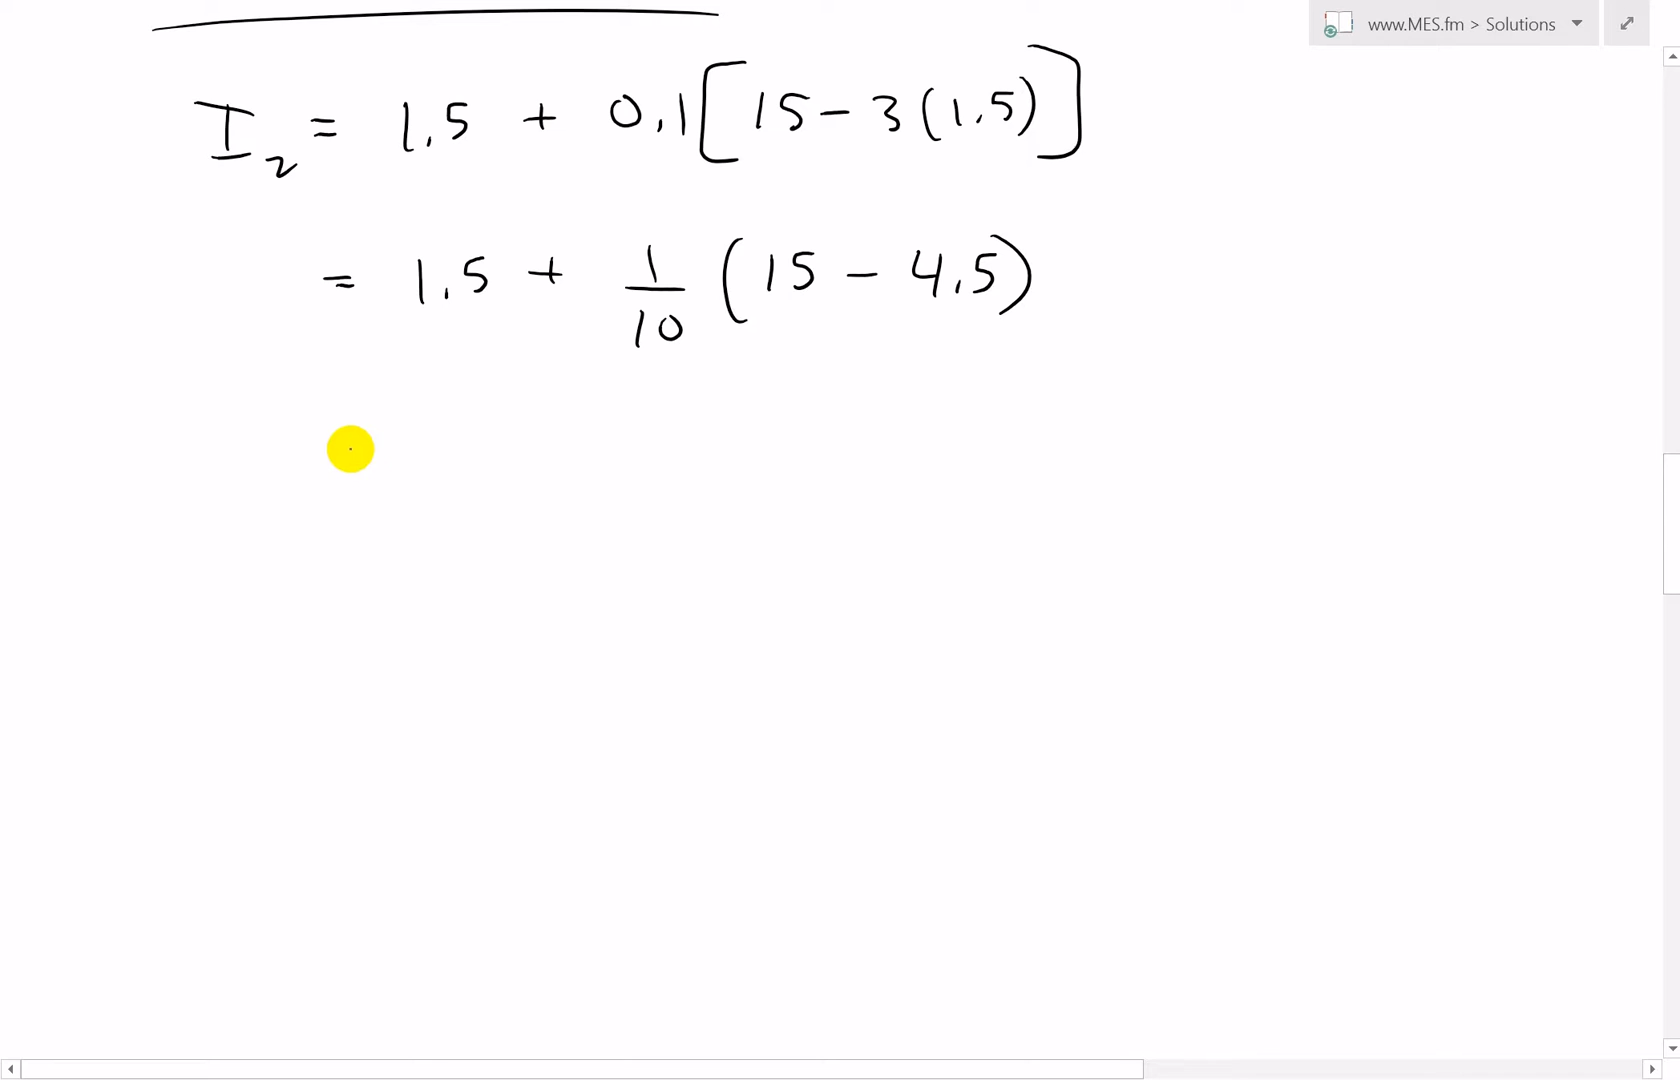 www.MES.fm > Solutions
I₂ = 1.5 + 0.1[15 - 3(1.5)]
= 1.5 + 1/10 (15 - 4.5)